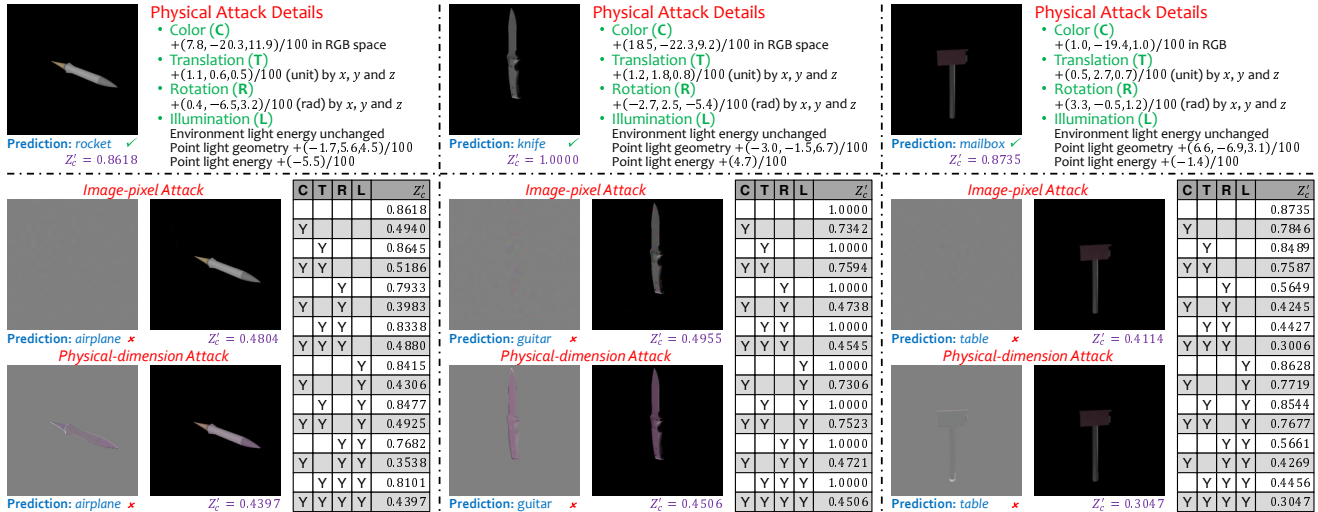 Physical Attack Details
• Color (C)
+(7.8, −20.3,11.9)/100 in RGB space
• Translation (T)
+(1.1, 0.6,0.5)/100 (unit) by x, y and z
• Rotation (R)
+(0.4, −6.5,3.2)/100 (rad) by x, y and z
• Illumination (L)
Environment light energy unchanged
Point light geometry +(−1.7,5.6,4.5)/100
Point light energy +(−5.5)/100
Prediction: rocket ✓
Z′c = 0.8618
Image-pixel Attack
Prediction: airplane ✗
Z′c = 0.4804
Physical-dimension Attack
Prediction: airplane ✗
Z′c = 0.4397
C T R L Z′c
0.8618
Y 0.4940
Y 0.8645
Y Y 0.5186
Y 0.7933
Y Y 0.3983
Y Y 0.8338
Y Y Y 0.4880
Y 0.8415
Y Y 0.4306
Y Y 0.8477
Y Y Y 0.4925
Y Y 0.7682
Y Y Y 0.3538
Y Y Y 0.8101
Y Y Y Y 0.4397
Physical Attack Details
• Color (C)
+(18.5, −22.3,9.2)/100 in RGB space
• Translation (T)
+(1.2, 1.8,0.8)/100 (unit) by x, y and z
• Rotation (R)
+(−2.7, 2.5, −5.4)/100 (rad) by x, y and z
• Illumination (L)
Environment light energy unchanged
Point light geometry +(−3.0, −1.5,6.7)/100
Point light energy +(4.7)/100
Prediction: knife ✓
Z′c = 1.0000
Image-pixel Attack
Prediction: guitar ✗
Z′c = 0.4955
Physical-dimension Attack
Prediction: guitar ✗
Z′c = 0.4506
C T R L Z′c
1.0000
Y 0.7342
Y 1.0000
Y Y 0.7594
Y 1.0000
Y Y 0.4738
Y Y 1.0000
Y Y Y 0.4545
Y 1.0000
Y Y 0.7306
Y Y 1.0000
Y Y Y 0.7523
Y Y 1.0000
Y Y Y 0.4721
Y Y Y 1.0000
Y Y Y Y 0.4506
Physical Attack Details
• Color (C)
+(1.0, −19.4,1.0)/100 in RGB
• Translation (T)
+(0.5, 2.7,0.7)/100 (unit) by x, y and z
• Rotation (R)
+(3.3, −0.5,1.2)/100 (rad) by x, y and z
• Illumination (L)
Environment light energy unchanged
Point light geometry +(6.6, −6.9,3.1)/100
Point light energy +(−1.4)/100
Prediction: mailbox ✓
Z′c = 0.8735
Image-pixel Attack
Prediction: table ✗
Z′c = 0.4114
Physical-dimension Attack
Prediction: table ✗
Z′c = 0.3047
C T R L Z′c
0.8735
Y 0.7846
Y 0.8489
Y Y 0.7587
Y 0.5649
Y Y 0.4245
Y Y 0.4427
Y Y Y 0.3006
Y 0.8628
Y Y 0.7719
Y Y 0.8544
Y Y Y 0.7677
Y Y 0.5661
Y Y Y 0.4269
Y Y Y 0.4456
Y Y Y Y 0.3047